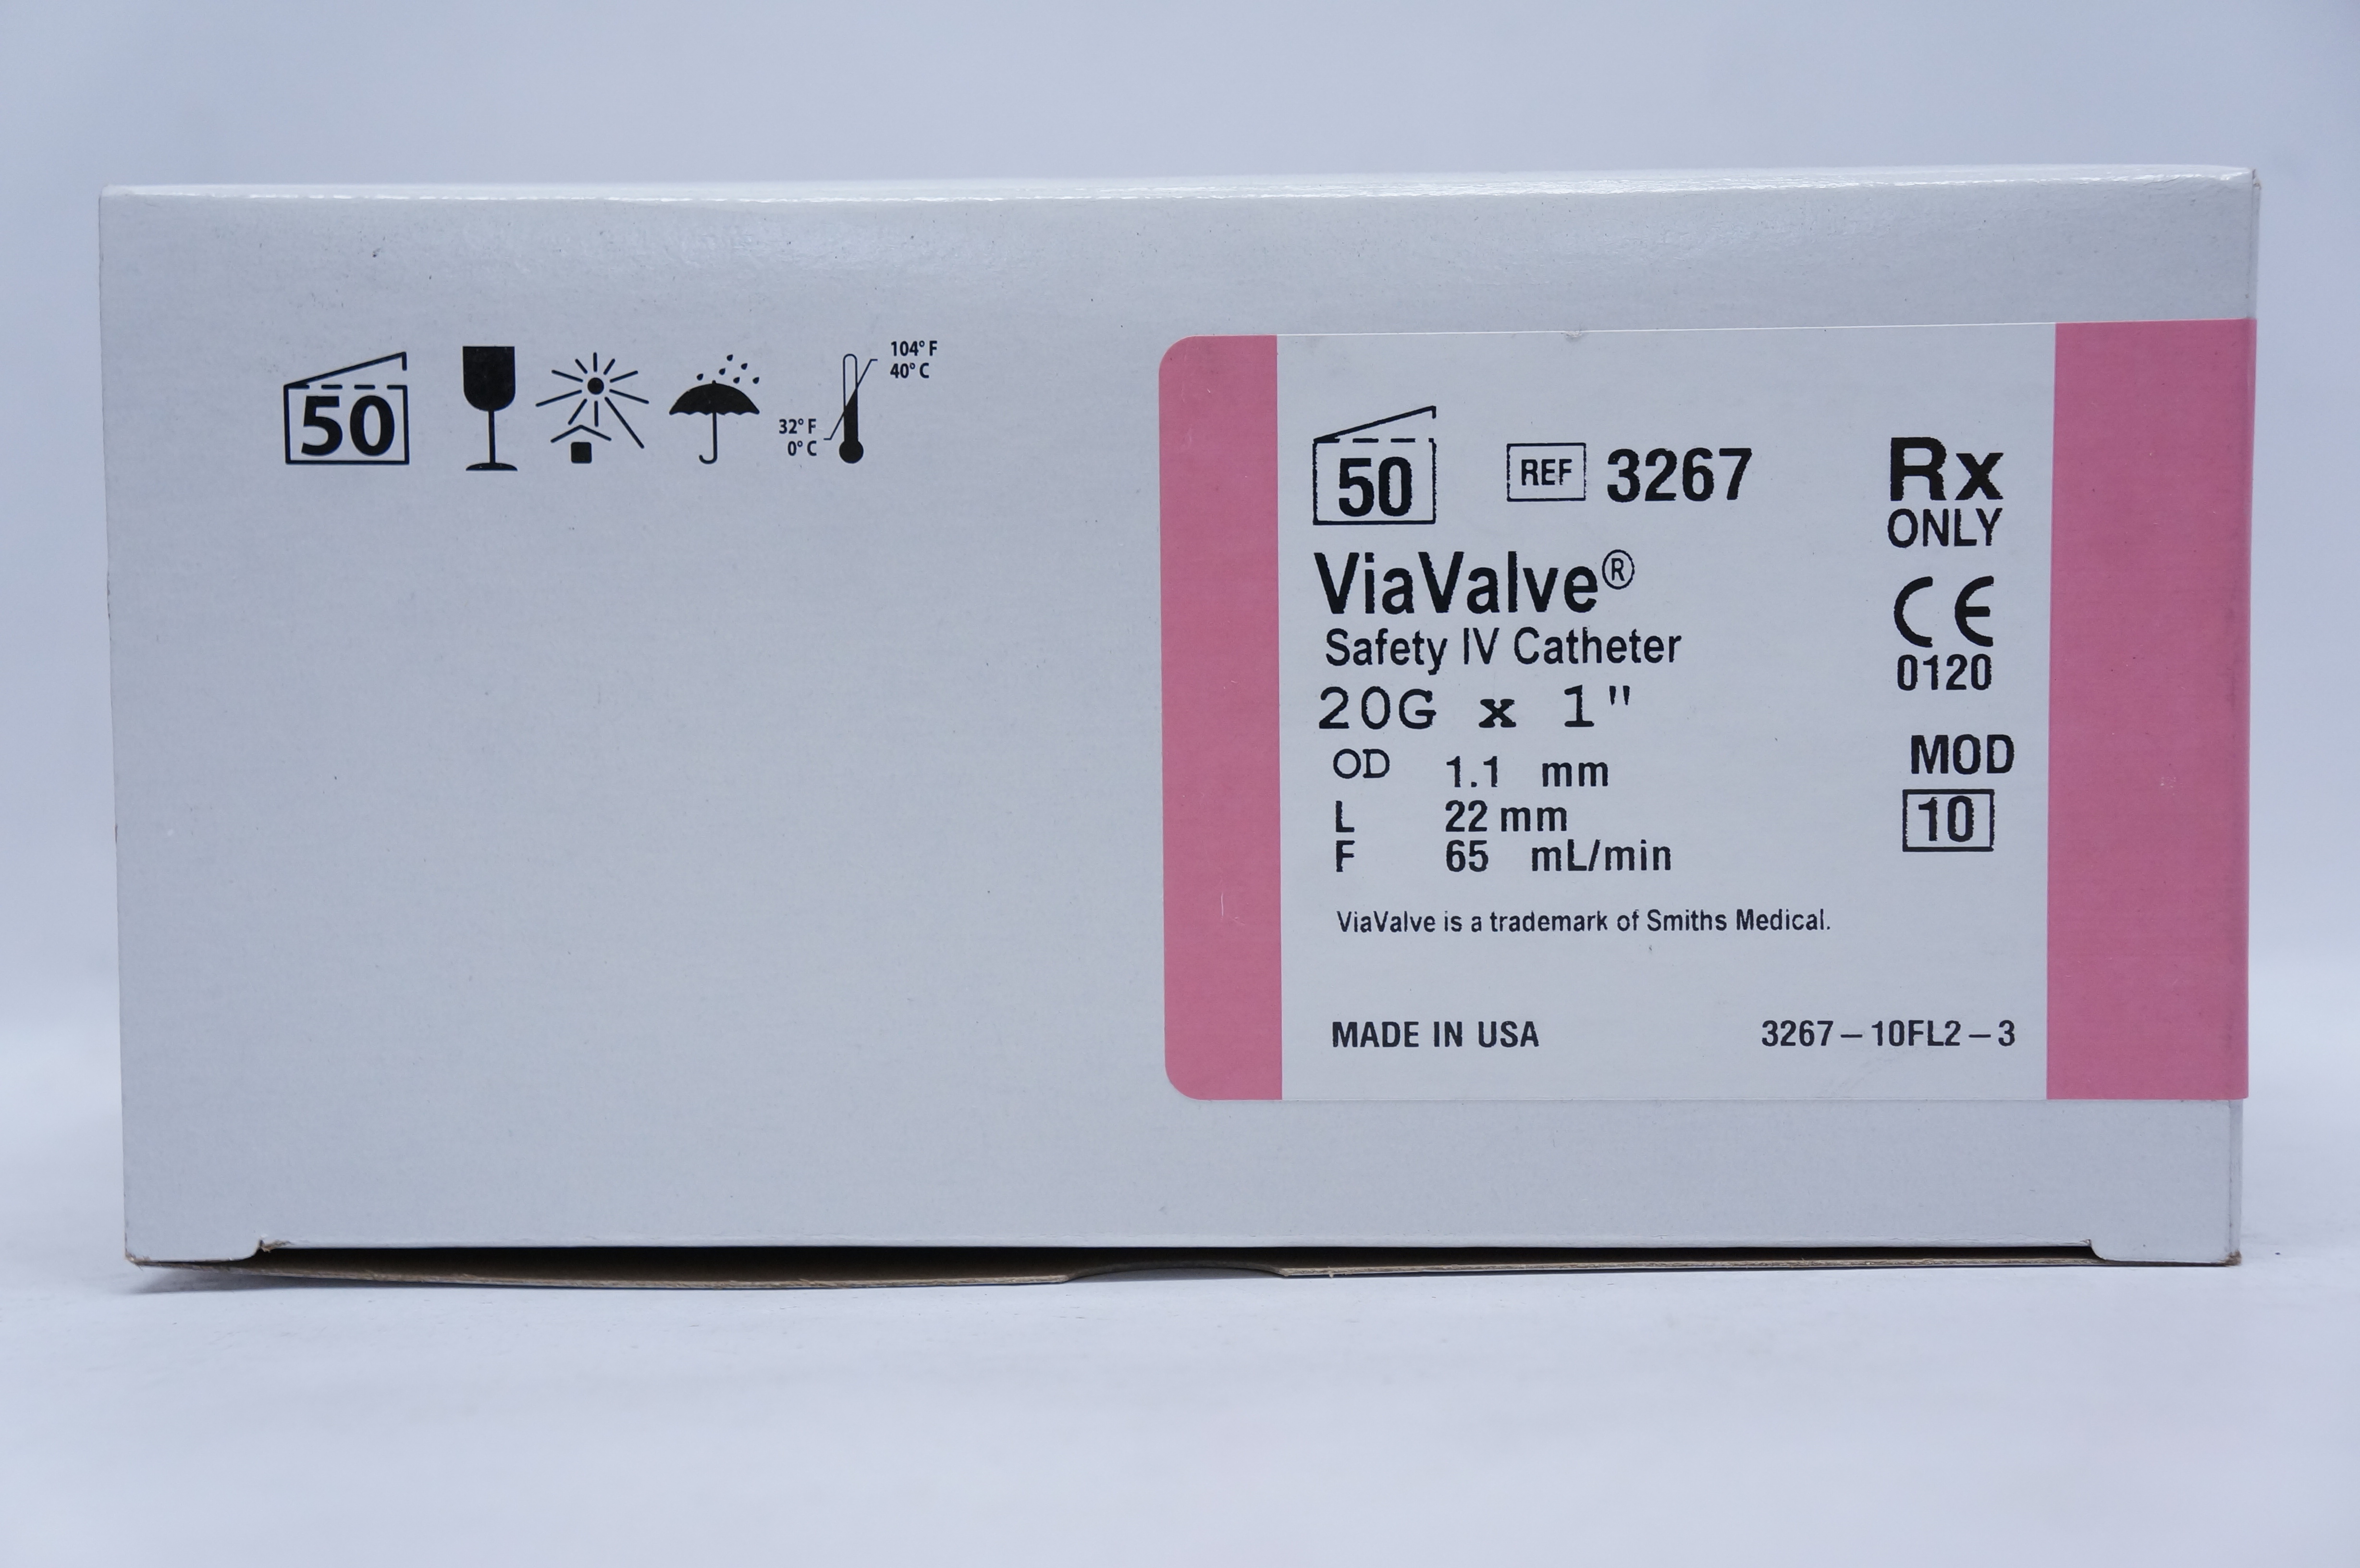 50
104° F
40° C
32° F
0° C
50 REF 3267
Rx
ONLY
ViaValve®
Safety IV Catheter
20G x 1"
OD 1.1 mm
L 22 mm
F 65 mL/min
CE
0120
MOD
10
ViaValve is a trademark of Smiths Medical.
MADE IN USA 3267-10FL2-3